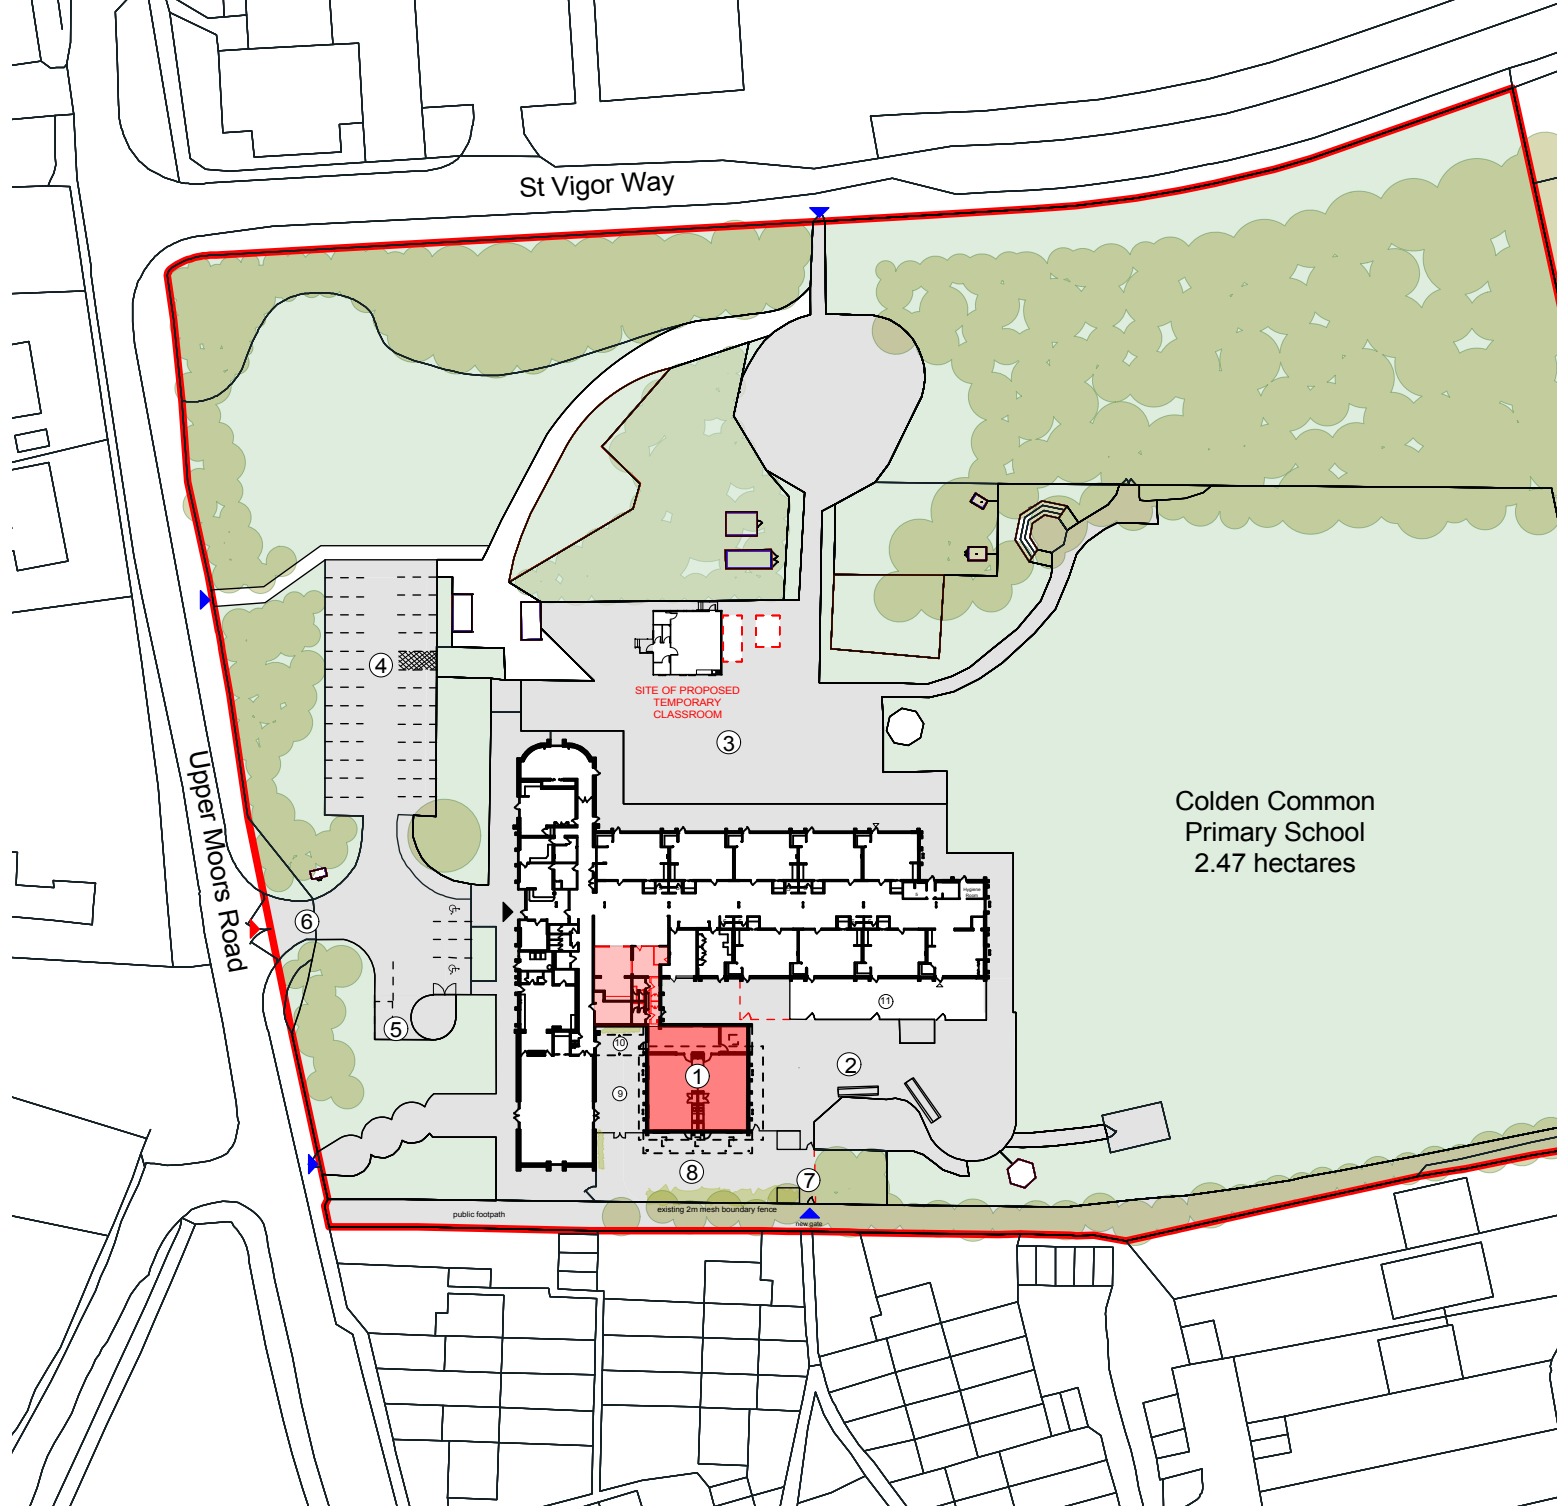 St Vigor Way
4
SITE OF PROPOSED
TEMPORARY
CLASSROOM
3
Upper Moors Road
Colden Common
Primary School
2.47 hectares
Hygiene
Room
6
11
5
10
1
2
9
8
7
public footpath
existing 2m mesh boundary fence
new gate